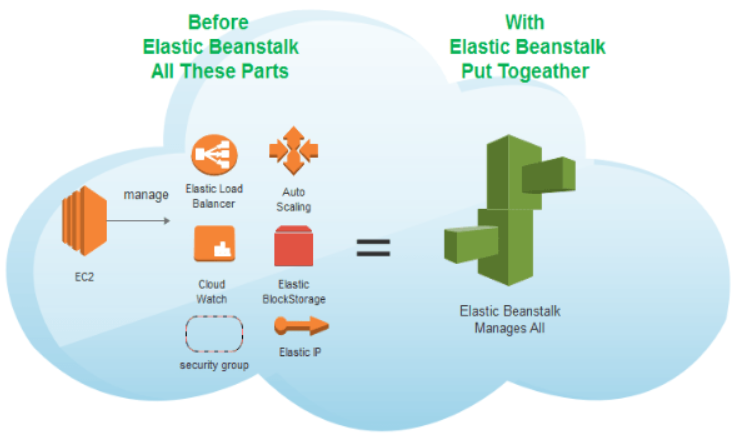 Before
Elastic Beanstalk
All These Parts
With
Elastic Beanstalk
Put Togeather
manage
EC2
Elastic Load
Balancer
Auto
Scaling
Cloud
Watch
Elastic
BlockStorage
security group
Elastic IP
=
Elastic Beanstalk
Manages All